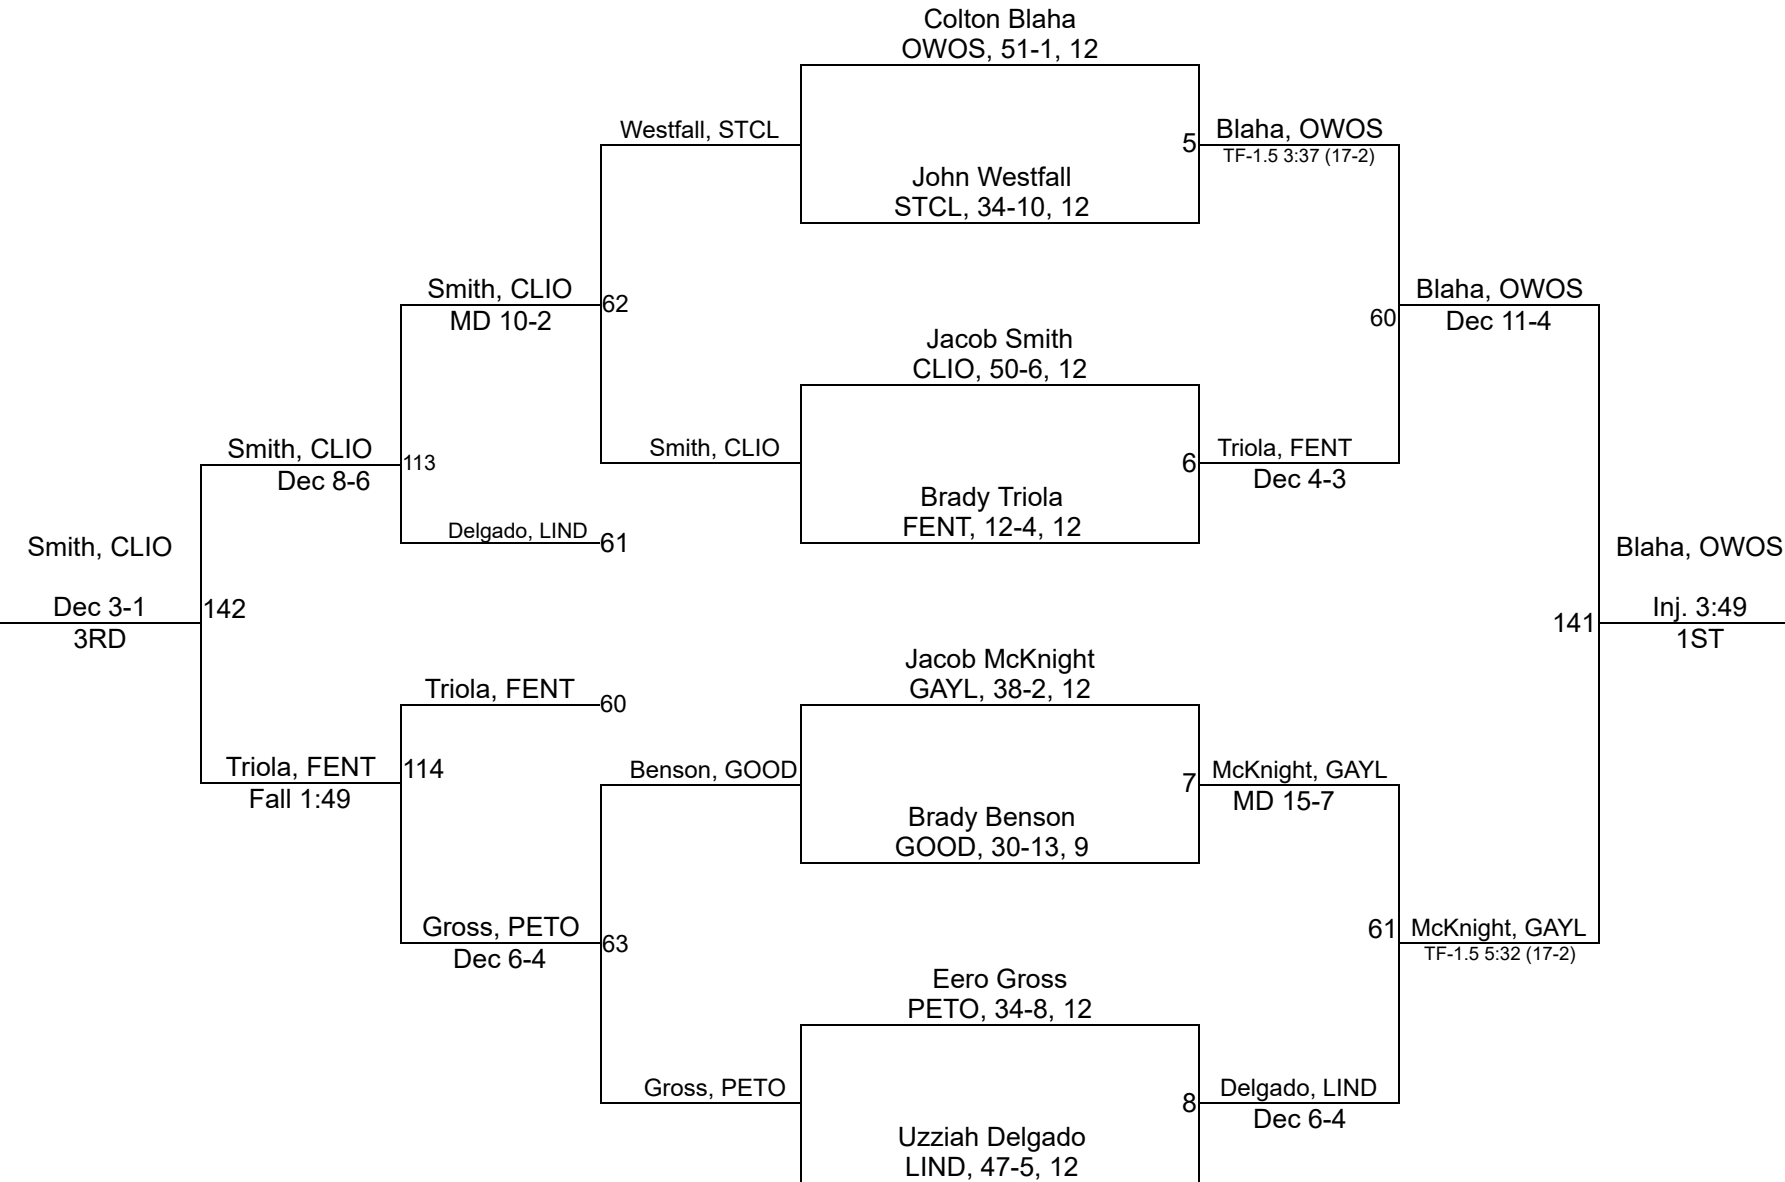 Colton Blaha
OWOS, 51-1, 12
Westfall, STCL
5
Blaha, OWOS
TF-1.5 3:37 (17-2)
John Westfall
STCL, 34-10, 12
Smith, CLIO
MD 10-2
62
60
Blaha, OWOS
Dec 11-4
Jacob Smith
CLIO, 50-6, 12
Smith, CLIO
Dec 8-6
113
Smith, CLIO
6
Triola, FENT
Dec 4-3
Brady Triola
FENT, 12-4, 12
Delgado, LIND
61
Smith, CLIO
Dec 3-1
3RD
142
Blaha, OWOS
141
Inj. 3:49
1ST
Jacob McKnight
GAYL, 38-2, 12
Triola, FENT
60
Triola, FENT
Fall 1:49
114
Benson, GOOD
7
McKnight, GAYL
MD 15-7
Brady Benson
GOOD, 30-13, 9
Gross, PETO
Dec 6-4
63
61
McKnight, GAYL
TF-1.5 5:32 (17-2)
Eero Gross
PETO, 34-8, 12
Gross, PETO
8
Delgado, LIND
Dec 6-4
Uzziah Delgado
LIND, 47-5, 12